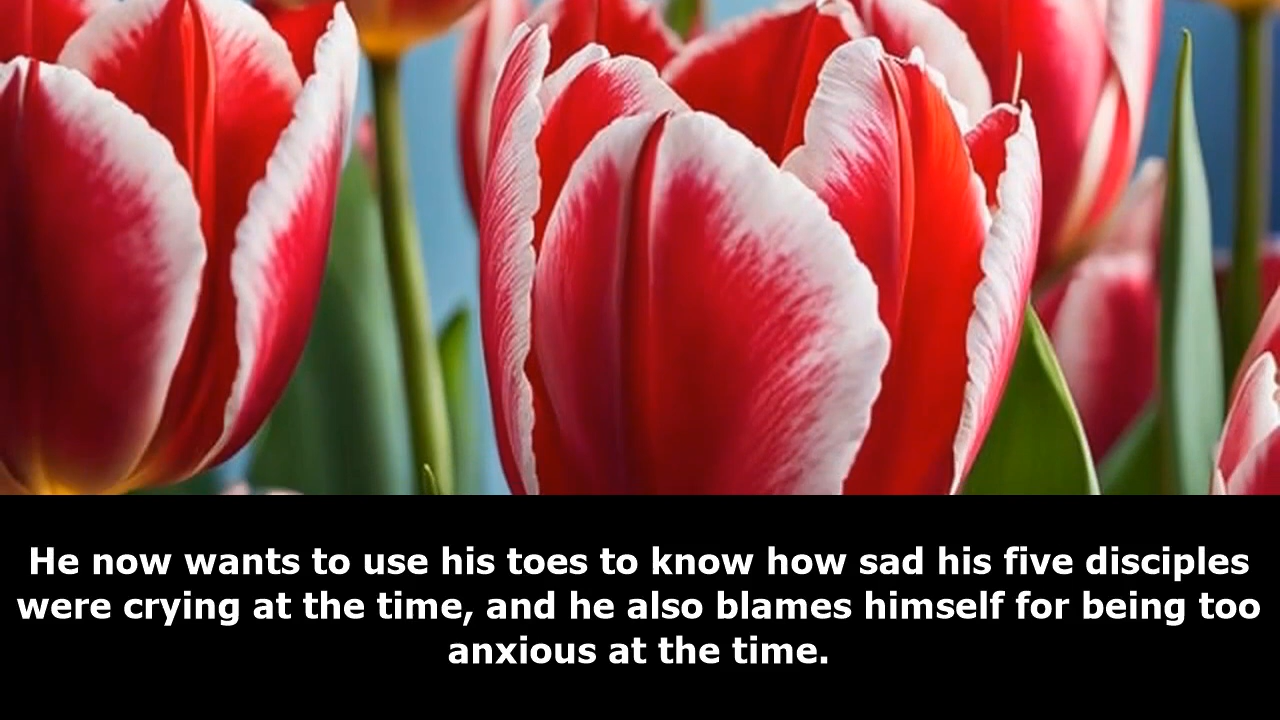 He now wants to use his toes to know how sad his five disciples
were crying at the time, and he also blames himself for being too
anxious at the time.